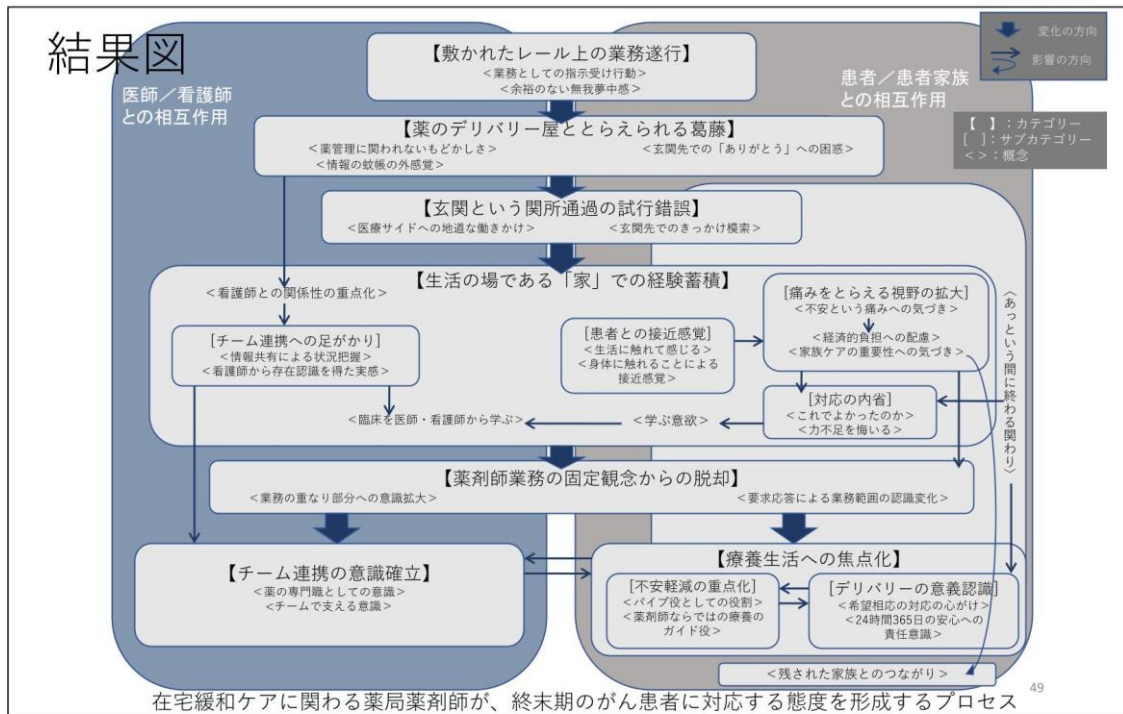 結果図
医師／看護師
との相互作用
【敷かれたレール上の業務遂行】
<業務としての指示受け行動>
<余裕のない無我夢中感>
患者／患者家族
との相互作用
変化の方向
影響の方向
【 】：カテゴリー
[ ]：サブカテゴリー
< >：概念
【薬のデリバリー屋ととらえられる葛藤】
<薬管理に関われないもどかしさ> <玄関先での「ありがとう」への困惑>
<情報の蚊帳の外感覚>
【玄関という関所通過の試行錯誤】
<医療サイドへの地道な働きかけ> <玄関先でのきっかけ模索>
【生活の場である「家」での経験蓄積】
<看護師との関係性の重点化>
[チーム連携への足がかり]
<情報共有による状況把握>
<看護師から存在認識を得た実感>
[患者との接近感覚]
<生活に触れて感じる>
<身体に触れることによる
接近感覚>
[痛みをとらえる視野の拡大]
<不安という痛みへの気づき>
<経済的負担への配慮>
<家族ケアの重要性への気づき>
[対応の内省]
<これでよかったのか>
<力不足を悔いる>
<臨床を医師・看護師から学ぶ>
<学ぶ意欲>
<あっという間に終わる関わり>
【薬剤師業務の固定観念からの脱却】
<業務の重なり部分への意識拡大> <要求応答による業務範囲の認識変化>
【チーム連携の意識確立】
<薬の専門職としての意識>
<チームで支える意識>
【療養生活への焦点化】
[不安軽減の重点化]
<パイプ役としての役割>
<薬剤師ならではの療養の
ガイド役>
[デリバリーの意義認識]
<希望相応の対応の心がけ>
<24時間365日の安心への
責任意識>
<残された家族とのつながり>
49
在宅緩和ケアに関わる薬局薬剤師が、終末期のがん患者に対応する態度を形成するプロセス